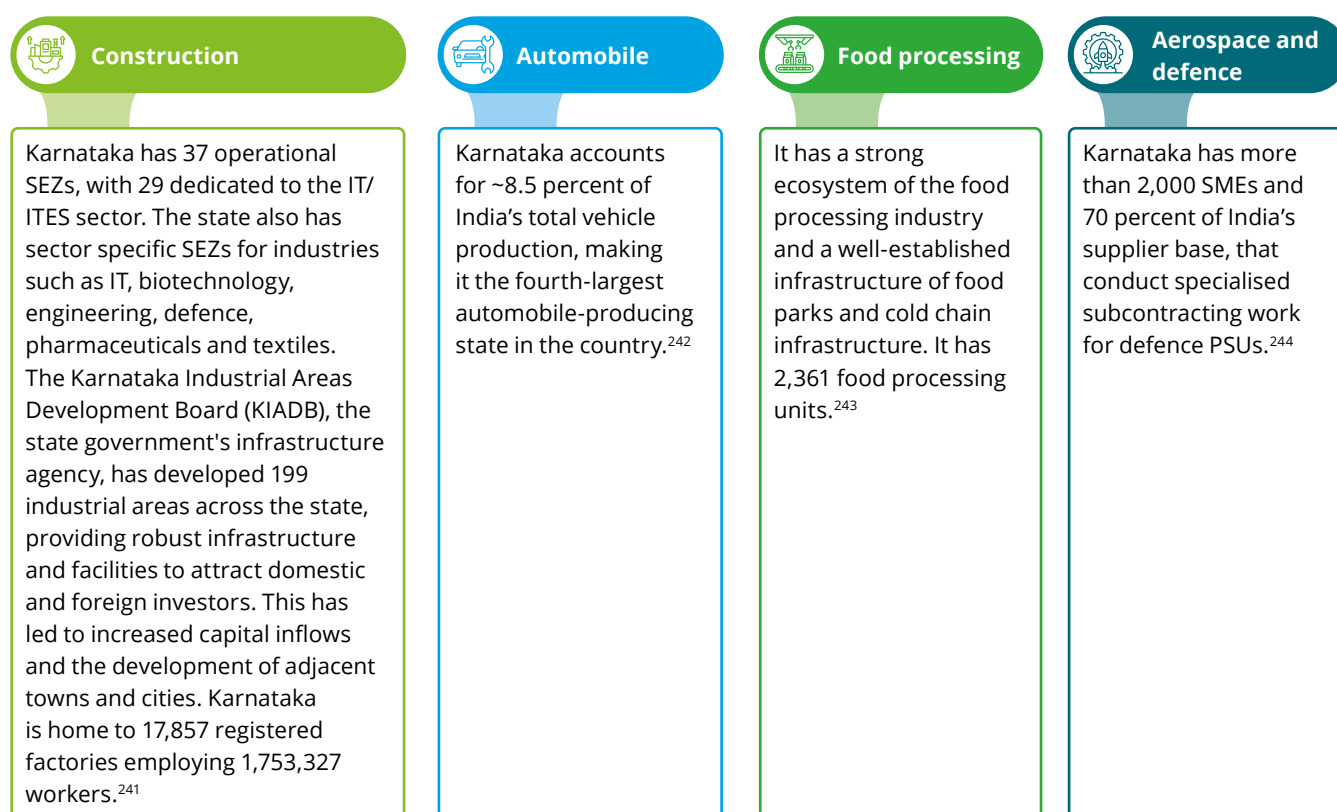 Construction
Karnataka has 37 operational
SEZs, with 29 dedicated to the IT/
ITES sector. The state also has
sector specific SEZs for industries
such as IT, biotechnology,
engineering, defence,
pharmaceuticals and textiles.
The Karnataka Industrial Areas
Development Board (KIADB), the
state government's infrastructure
agency, has developed 199
industrial areas across the state,
providing robust infrastructure
and facilities to attract domestic
and foreign investors. This has
led to increased capital inflows
and the development of adjacent
towns and cities. Karnataka
is home to 17,857 registered
factories employing 1,753,327
workers.241
Automobile
Karnataka accounts
for ~8.5 percent of
India’s total vehicle
production, making
it the fourth-largest
automobile-producing
state in the country.242
Food processing
It has a strong
ecosystem of the food
processing industry
and a well-established
infrastructure of food
parks and cold chain
infrastructure. It has
2,361 food processing
units.243
Aerospace and
defence
Karnataka has more
than 2,000 SMEs and
70 percent of India’s
supplier base, that
conduct specialised
subcontracting work
for defence PSUs.244